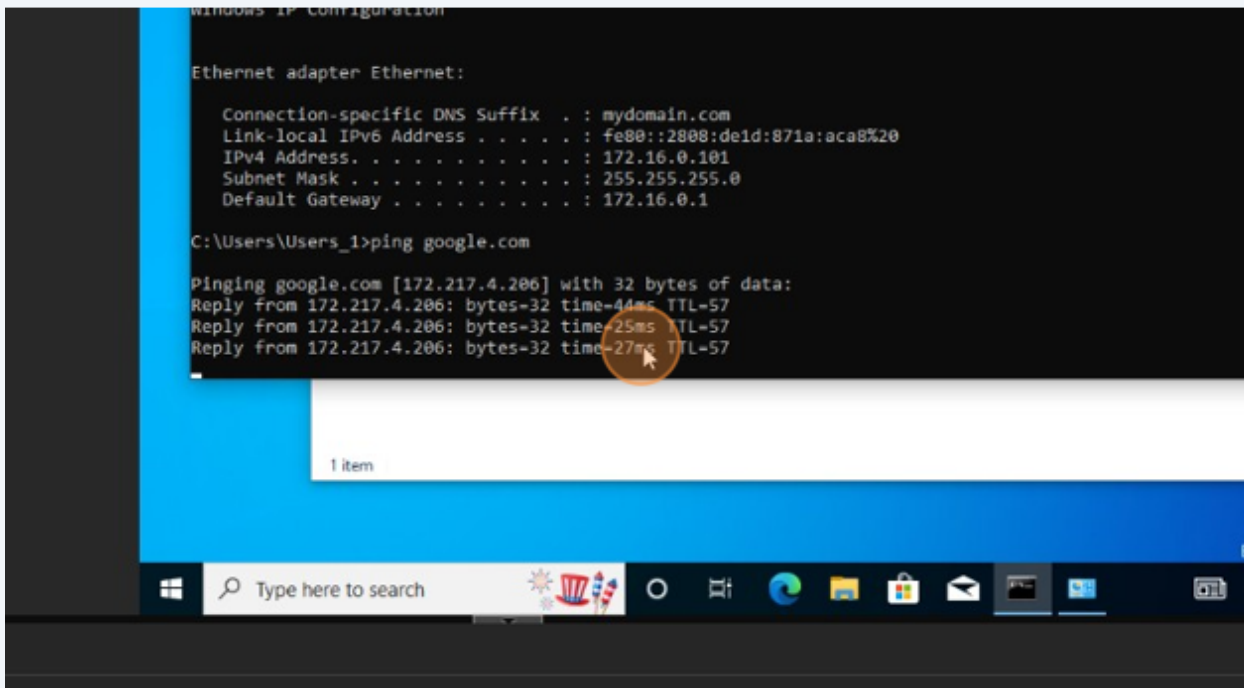 Windows IP Configuration
Ethernet adapter Ethernet:
Connection-specific DNS Suffix . : mydomain.com
Link-local IPv6 Address . . . . . : fe80::2808:de1d:871a:aca8%20
IPv4 Address. . . . . . . . . . . : 172.16.0.101
Subnet Mask . . . . . . . . . . . : 255.255.255.0
Default Gateway . . . . . . . . . : 172.16.0.1
C:\Users\Users_1>ping google.com
Pinging google.com [172.217.4.206] with 32 bytes of data:
Reply from 172.217.4.206: bytes=32 time=44ms TTL=57
Reply from 172.217.4.206: bytes=32 time=25ms TTL=57
Reply from 172.217.4.206: bytes=32 time=27ms TTL=57
1 item
Type here to search